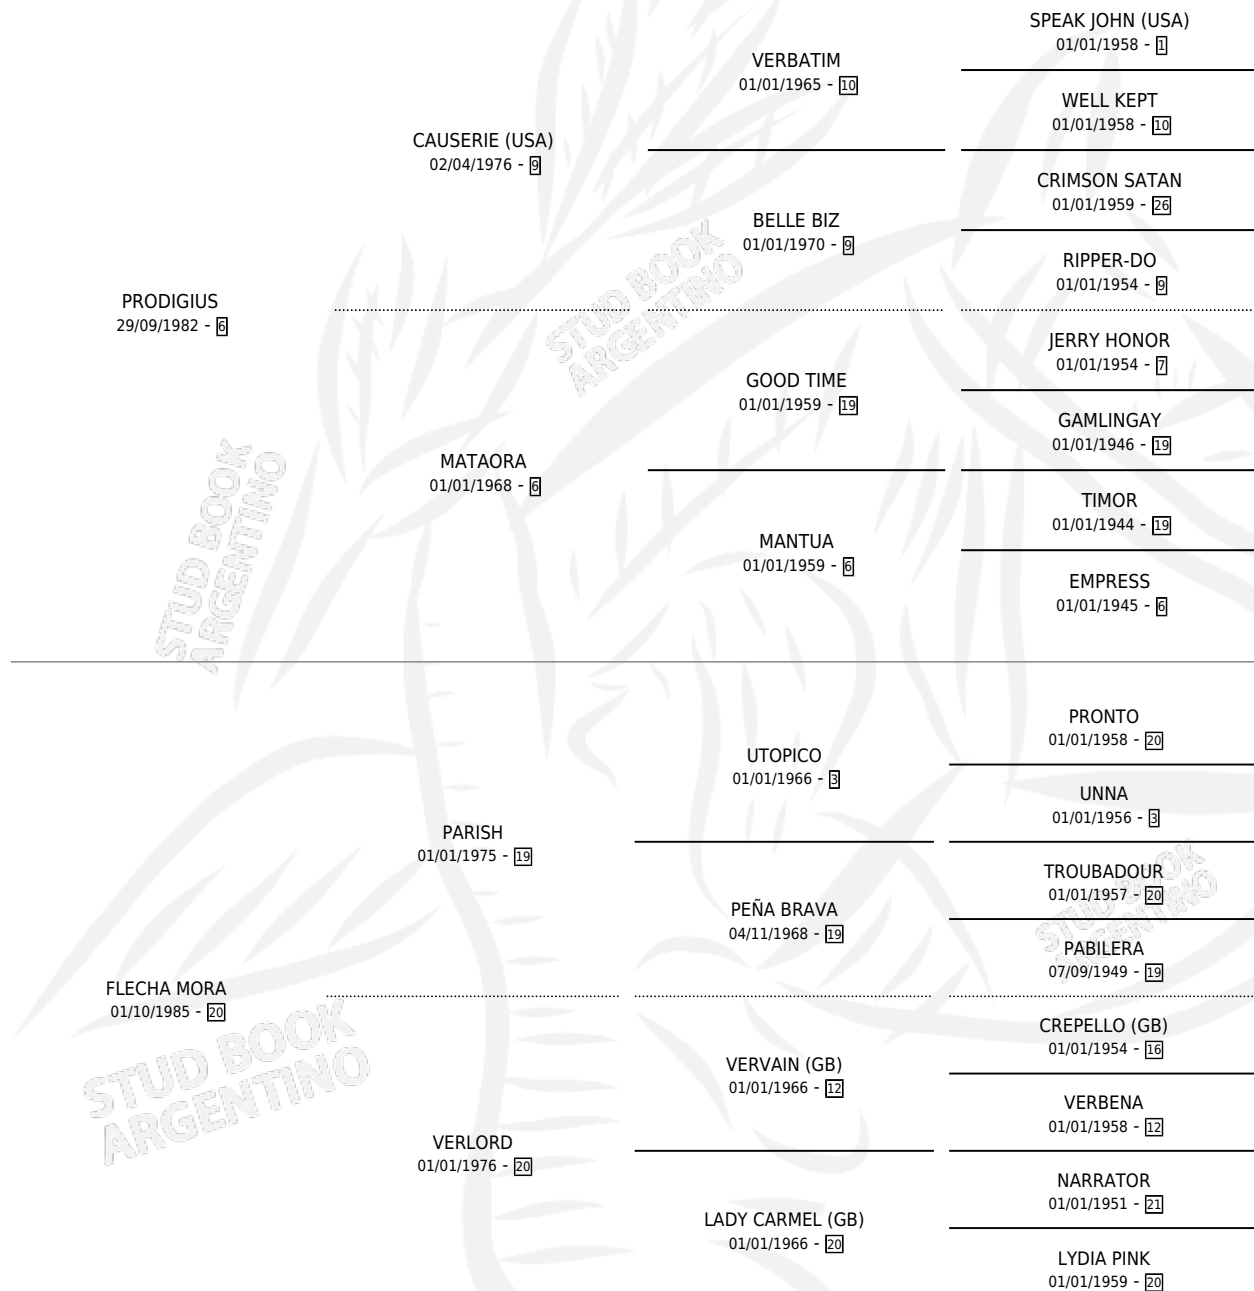 SPEAK JOHN (USA)
01/01/1958 - 1
VERBATIM
01/01/1965 - 10
WELL KEPT
01/01/1958 - 10
CAUSERIE (USA)
02/04/1976 - 9
CRIMSON SATAN
01/01/1959 - 26
BELLE BIZ
01/01/1970 - 9
RIPPER-DO
01/01/1954 - 9
PRODIGIUS
29/09/1982 - 6
JERRY HONOR
01/01/1954 - 7
GOOD TIME
01/01/1959 - 19
GAMLINGAY
01/01/1946 - 19
MATAORA
01/01/1968 - 6
TIMOR
01/01/1944 - 19
MANTUA
01/01/1959 - 6
EMPRESS
01/01/1945 - 6
PRONTO
01/01/1958 - 20
UTOPICO
01/01/1966 - 3
UNNA
01/01/1956 - 3
PARISH
01/01/1975 - 19
TROUBADOUR
01/01/1957 - 20
PEÑA BRAVA
04/11/1968 - 19
PABILERA
07/09/1949 - 19
FLECHA MORA
01/10/1985 - 20
CREPELLO (GB)
01/01/1954 - 16
VERVAIN (GB)
01/01/1966 - 12
VERBENA
01/01/1958 - 12
VERLORD
01/01/1976 - 20
NARRATOR
01/01/1951 - 21
LADY CARMEL (GB)
01/01/1966 - 20
LYDIA PINK
01/01/1959 - 20
STUD BOOK
ARGENTINO
STUD BOOK
ARGENTINO
STUD BOOK
ARGENTINO
STUD BOOK
ARGENTINO